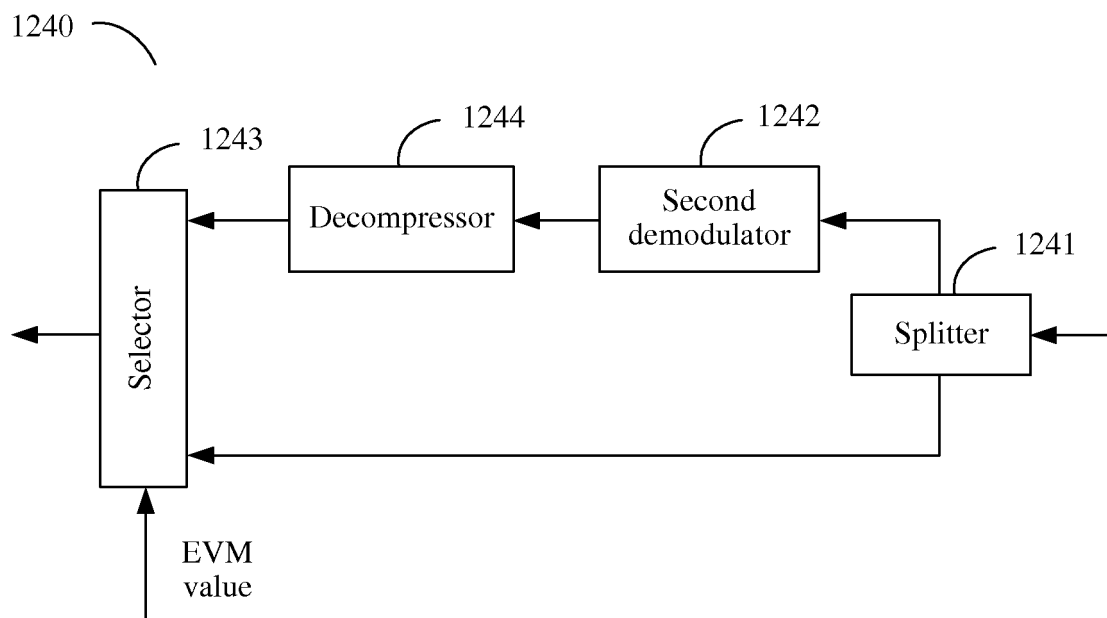 1240
1243
1244
1242
1241
Decompressor
Second
demodulator
Splitter
Selector
EVM
value